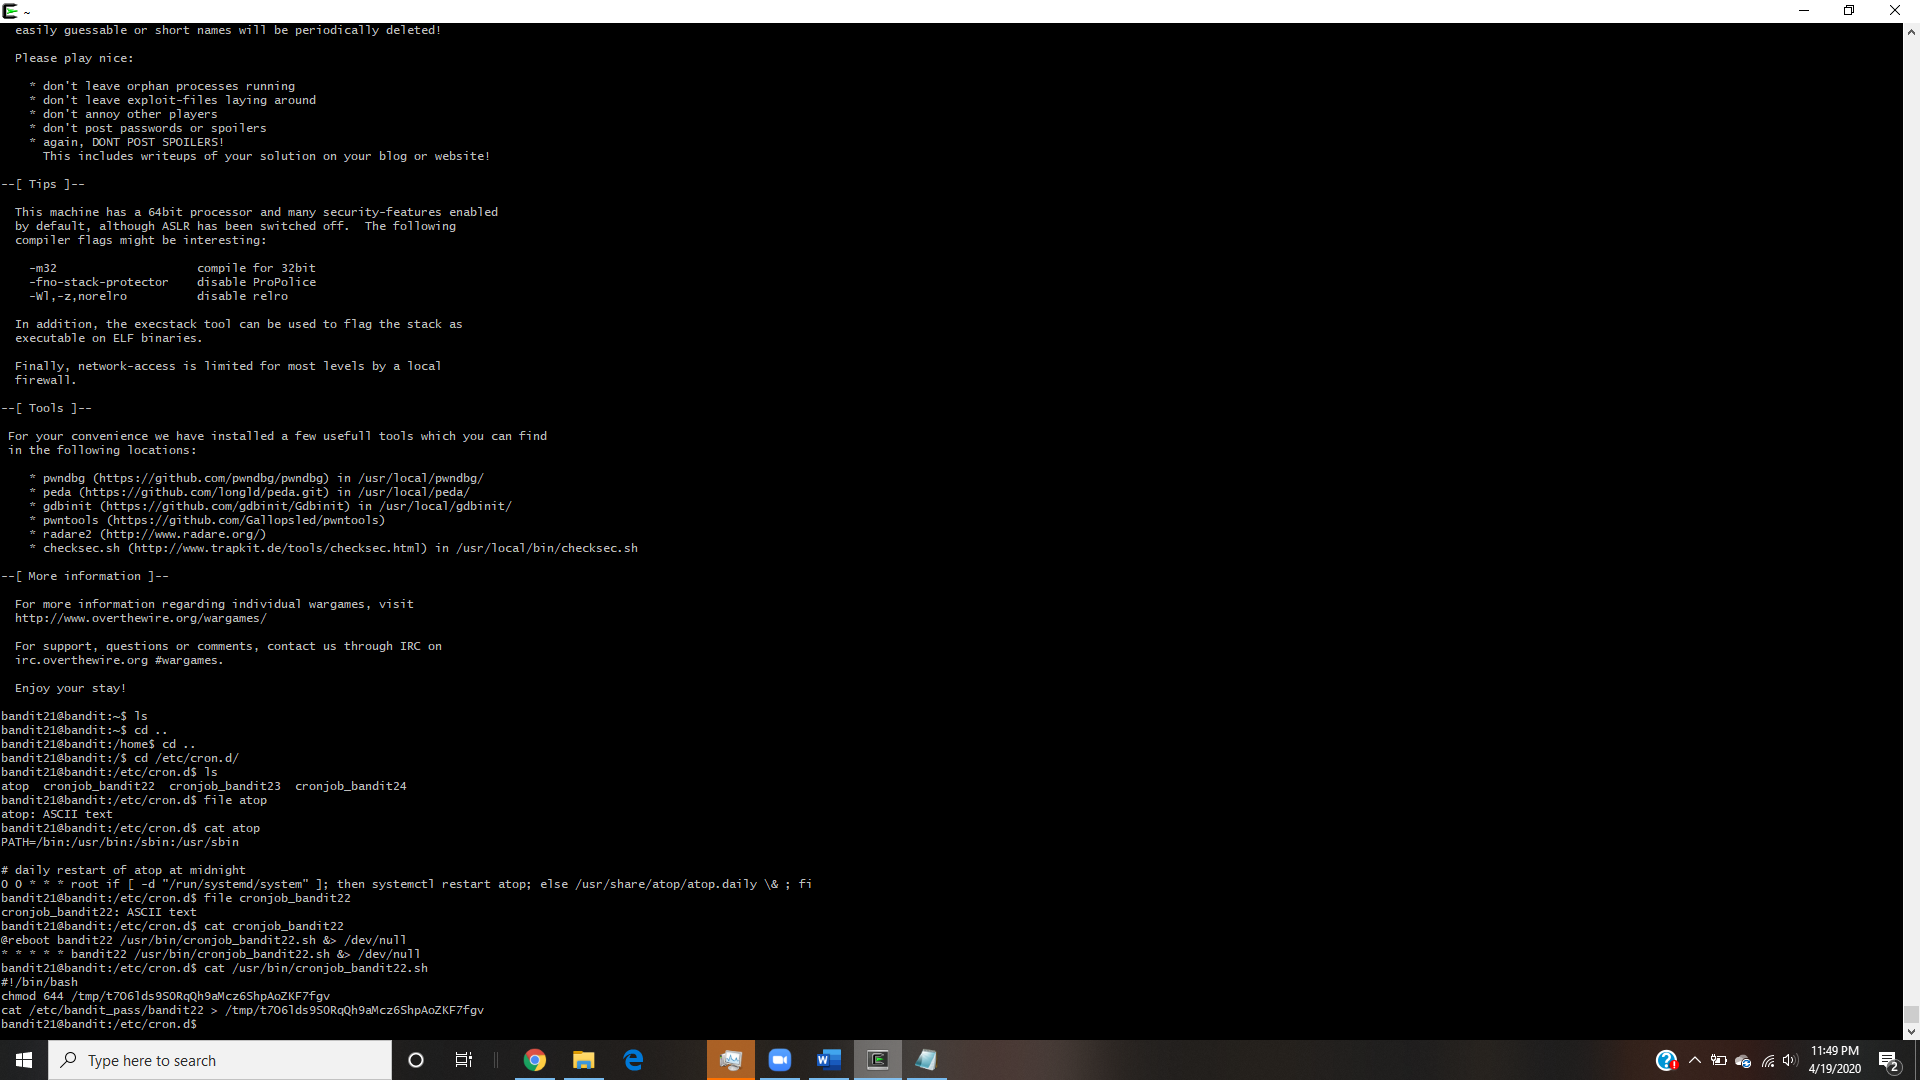 ~
easily guessable or short names will be periodically deleted!
Please play nice:
* don't leave orphan processes running
* don't leave exploit-files laying around
* don't annoy other players
* don't post passwords or spoilers
* again, DONT POST SPOILERS!
This includes writeups of your solution on your blog or website!
--[ Tips ]--
This machine has a 64bit processor and many security-features enabled
by default, although ASLR has been switched off.  The following
compiler flags might be interesting:
-m32                    compile for 32bit
-fno-stack-protector    disable ProPolice
-Wl,-z,norelro          disable relro
In addition, the execstack tool can be used to flag the stack as
executable on ELF binaries.
Finally, network-access is limited for most levels by a local
firewall.
--[ Tools ]--
For your convenience we have installed a few usefull tools which you can find
in the following locations:
* pwndbg (https://github.com/pwndbg/pwndbg) in /usr/local/pwndbg/
* peda (https://github.com/longld/peda.git) in /usr/local/peda/
* gdbinit (https://github.com/gdbinit/Gdbinit) in /usr/local/gdbinit/
* pwntools (https://github.com/Gallopsled/pwntools)
* radare2 (http://www.radare.org/)
* checksec.sh (http://www.trapkit.de/tools/checksec.html) in /usr/local/bin/checksec.sh
--[ More information ]--
For more information regarding individual wargames, visit
http://www.overthewire.org/wargames/
For support, questions or comments, contact us through IRC on
irc.overthewire.org #wargames.
Enjoy your stay!
bandit21@bandit:~$ ls
bandit21@bandit:~$ cd ..
bandit21@bandit:/home$ cd ..
bandit21@bandit:/$ cd /etc/cron.d/
bandit21@bandit:/etc/cron.d$ ls
atop  cronjob_bandit22  cronjob_bandit23  cronjob_bandit24
bandit21@bandit:/etc/cron.d$ file atop
atop: ASCII text
bandit21@bandit:/etc/cron.d$ cat atop
PATH=/bin:/usr/bin:/sbin:/usr/sbin
# daily restart of atop at midnight
0 0 * * * root if [ -d "/run/systemd/system" ]; then systemctl restart atop; else /usr/share/atop/atop.daily \& ; fi
bandit21@bandit:/etc/cron.d$ file cronjob_bandit22
cronjob_bandit22: ASCII text
bandit21@bandit:/etc/cron.d$ cat cronjob_bandit22
@reboot bandit22 /usr/bin/cronjob_bandit22.sh &> /dev/null
* * * * * bandit22 /usr/bin/cronjob_bandit22.sh &> /dev/null
bandit21@bandit:/etc/cron.d$ cat /usr/bin/cronjob_bandit22.sh
#!/bin/bash
chmod 644 /tmp/t7O6lds9S0RqQh9aMcz6ShpAoZKF7fgv
cat /etc/bandit_pass/bandit22 > /tmp/t7O6lds9S0RqQh9aMcz6ShpAoZKF7fgv
bandit21@bandit:/etc/cron.d$
Type here to search
11:49 PM
4/19/2020
2